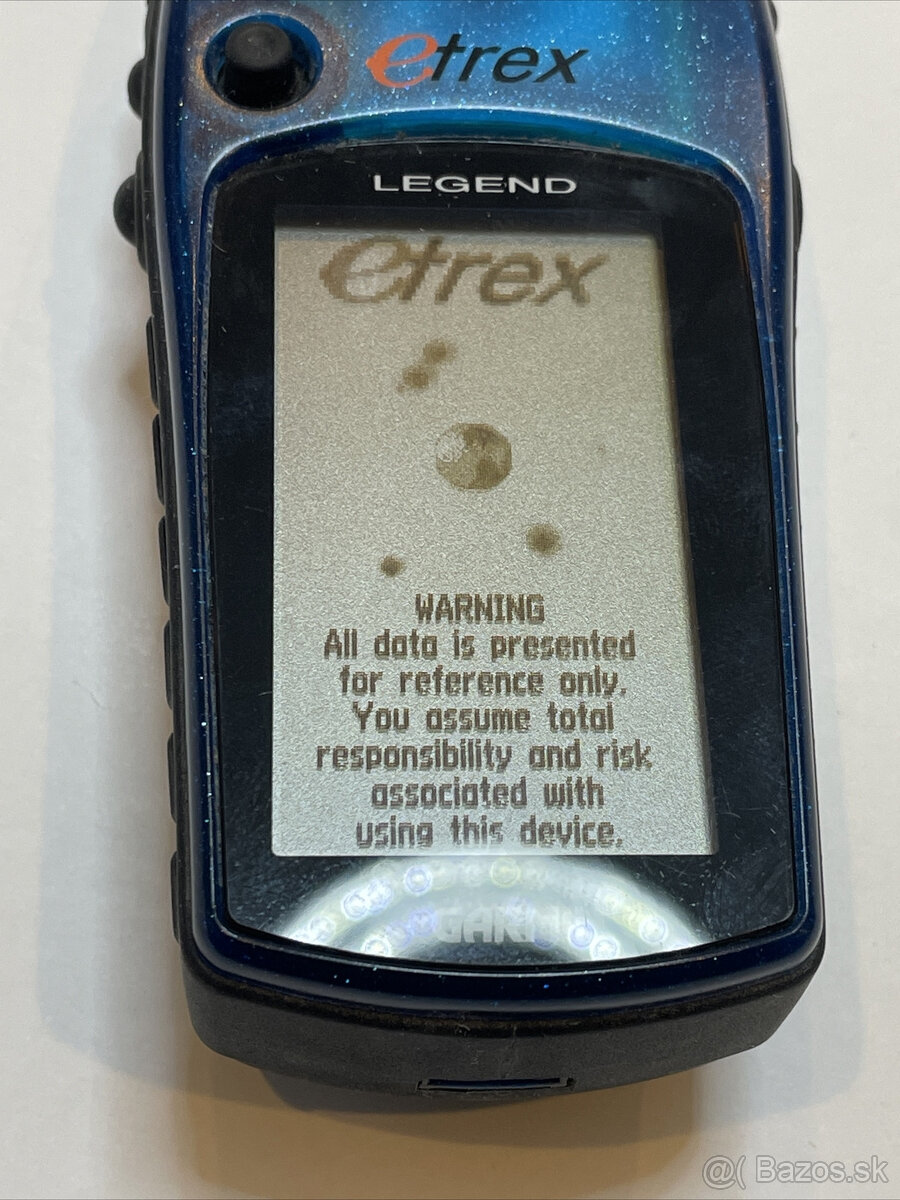 etrex
LEGEND
etrex
WARNING
All data is presented
for reference only.
You assume total
responsibility and risk
associated with
using this device.
@( Bazos.sk